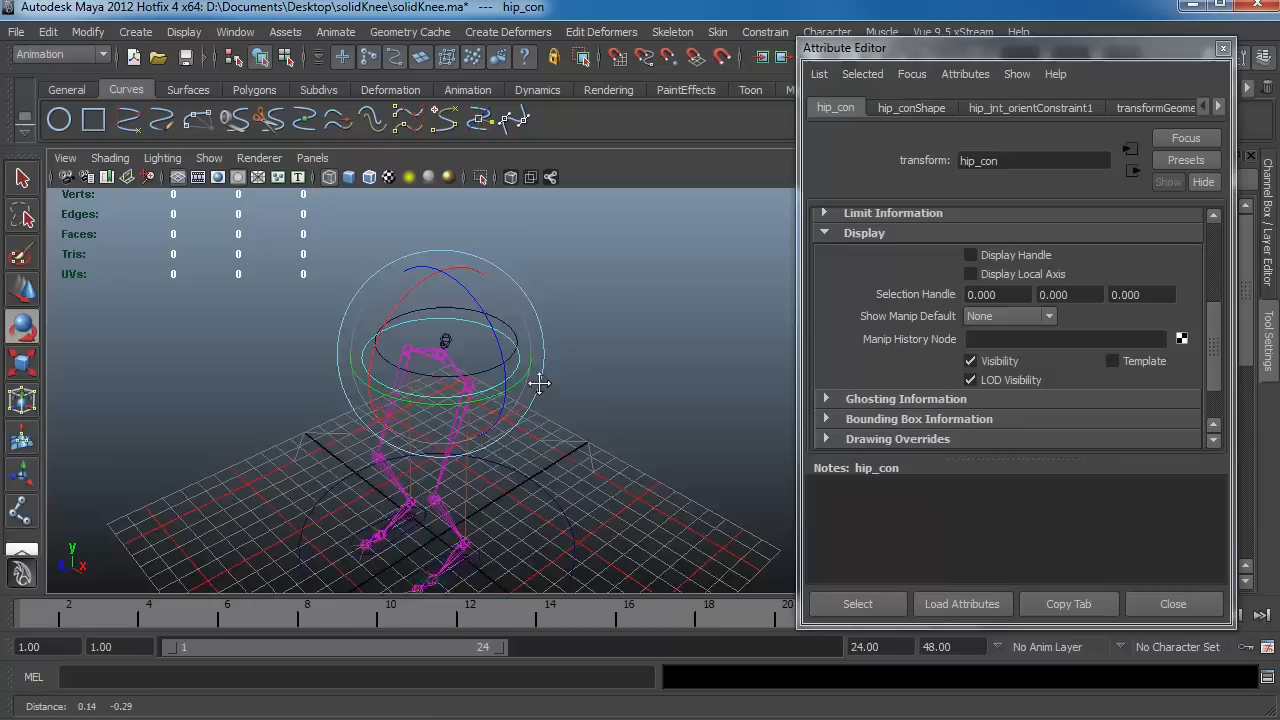 Autodesk Maya 2012 Hotfix 4 x64: D:\Documents\Desktop\solidKnee\solidKnee.ma* --- hip_con
File Edit Modify Create Display Window Assets Animate Geometry Cache Create Deformers Edit Deformers Skeleton Skin Constrain Character Muscle Vue 9.5 xStream Help
Animation
General Curves Surfaces Polygons Subdivs Deformation Animation Dynamics Rendering PaintEffects Toon
View Shading Lighting Show Renderer Panels
Verts: 0 0 0
Edges: 0 0 0
Faces: 0 0 0
Tris: 0 0 0
UVs: 0 0 0
y
z x
Attribute Editor
List Selected Focus Attributes Show Help
hip_con hip_conShape hip_jnt_orientConstraint1 transformGeome
transform: hip_con
Focus
Presets
Show Hide
Limit Information
Display
Display Handle
Display Local Axis
Selection Handle 0.000 0.000 0.000
Show Manip Default None
Manip History Node
Visibility Template
LOD Visibility
Ghosting Information
Bounding Box Information
Drawing Overrides
Notes: hip_con
Select Load Attributes Copy Tab Close
Channel Box / Layer Editor
Tool Settings
2 4 6 8 10 12 14 16 18 20
1.00 1.00 1 24 24.00 48.00 No Anim Layer No Character Set
MEL
Distance: 0.14 -0.29